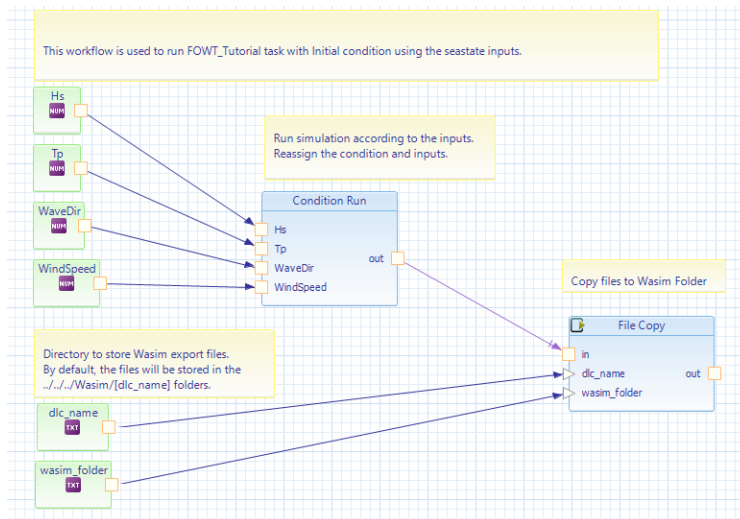 This workflow is used to run FOWT_Tutorial task with Initial condition using the seastate inputs.
Hs
NUM
Tp
NUM
WaveDir
NUM
WindSpeed
NUM
Run simulation according to the inputs.
Reassign the condition and inputs.
Condition Run
Hs
Tp
WaveDir
WindSpeed
out
Copy files to Wasim Folder
File Copy
in
dlc_name
wasim_folder
out
Directory to store Wasim export files.
By default, the files will be stored in the
../../../Wasim/[dlc_name] folders.
dlc_name
TXT
wasim_folder
TXT